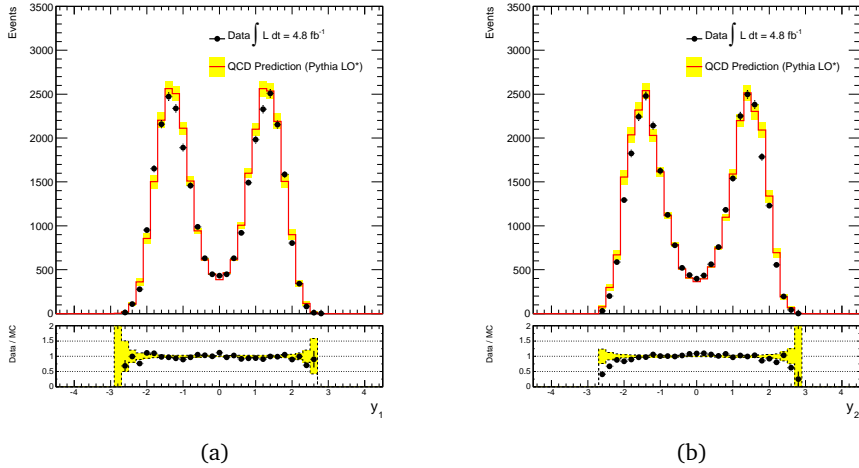 Events
3500
3000
2500
2000
1500
1000
500
0
Data ∫ L dt = 4.8 fb⁻¹
QCD Prediction (Pythia LO*)
Data / MC
2
1.5
1
0.5
0
-4 -3 -2 -1 0 1 2 3 4
y₁
(a)
Events
3500
3000
2500
2000
1500
1000
500
0
Data ∫ L dt = 4.8 fb⁻¹
QCD Prediction (Pythia LO*)
Data / MC
2
1.5
1
0.5
0
-4 -3 -2 -1 0 1 2 3 4
y₂
(b)